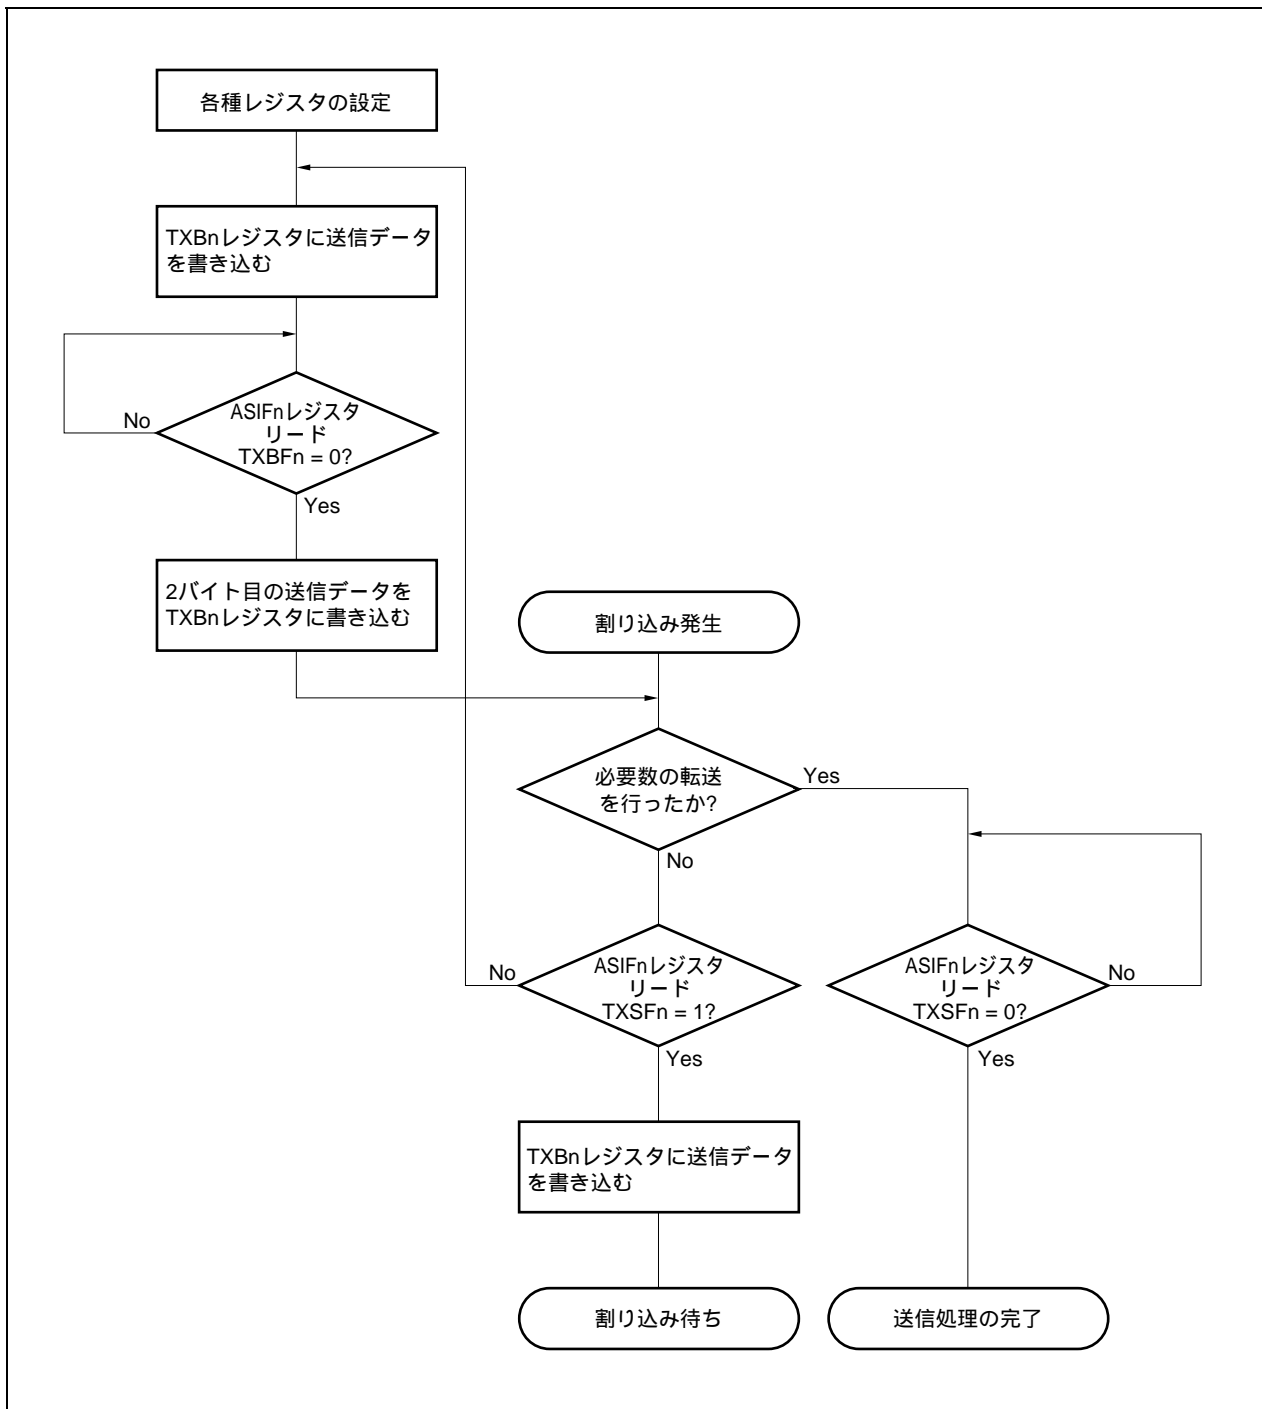 各種レジスタの設定
TXBnレジスタに送信データ
を書き込む
No
ASIFnレジスタ
リード
TXBFn = 0?
Yes
2バイト目の送信データを
TXBnレジスタに書き込む
割り込み発生
必要数の転送
を行ったか?
Yes
No
No
ASIFnレジスタ
リード
TXSFn = 1?
Yes
ASIFnレジスタ
リード
TXSFn = 0?
No
Yes
TXBnレジスタに送信データ
を書き込む
割り込み待ち
送信処理の完了